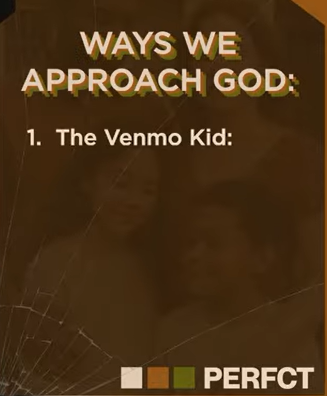 WAYS WE
APPROACH GOD:
1. The Venmo Kid:
PERFCT